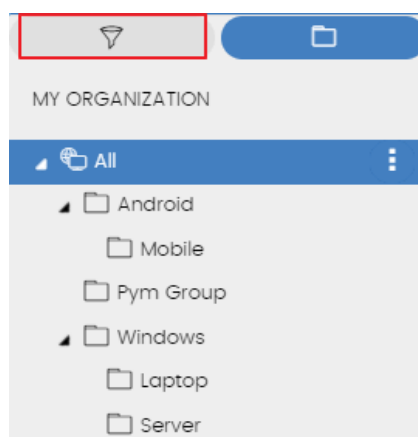 MY ORGANIZATION
All
Android
Mobile
Pym Group
Windows
Laptop
Server